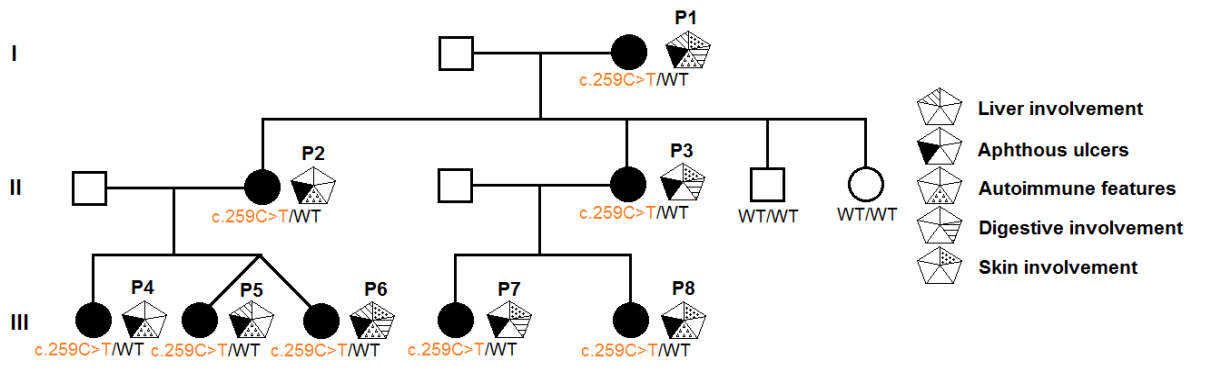 P1
I
c.259C>T/WT
Liver involvement
Aphthous ulcers
Autoimmune features
Digestive involvement
Skin involvement
P2
P3
II
c.259C>T/WT
c.259C>T/WT
WT/WT
WT/WT
P4
P5
P6
P7
P8
III
c.259C>T/WT
c.259C>T/WT
c.259C>T/WT
c.259C>T/WT
c.259C>T/WT